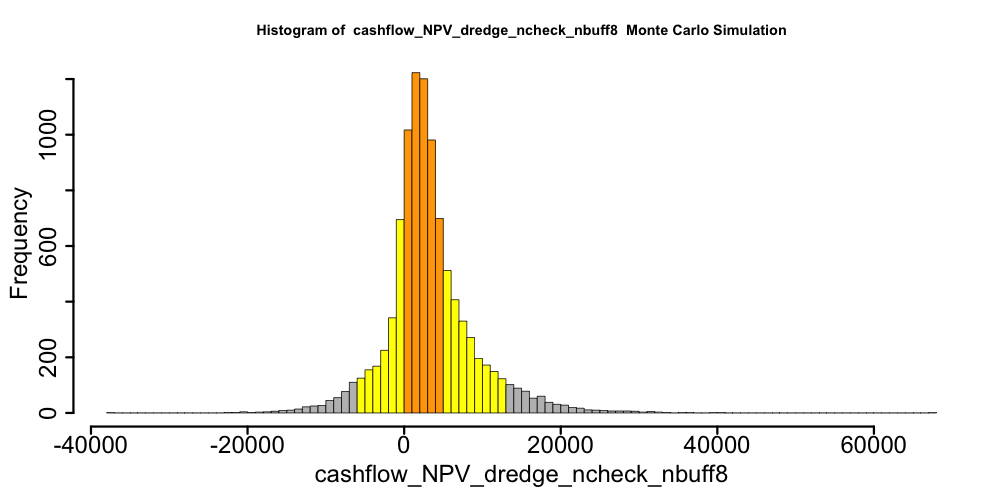 Histogram of cashflow_NPV_dredge_ncheck_nbuff8 Monte Carlo Simulation
Frequency
1000
600
200
0
-40000 -20000 0 20000 40000 60000
cashflow_NPV_dredge_ncheck_nbuff8